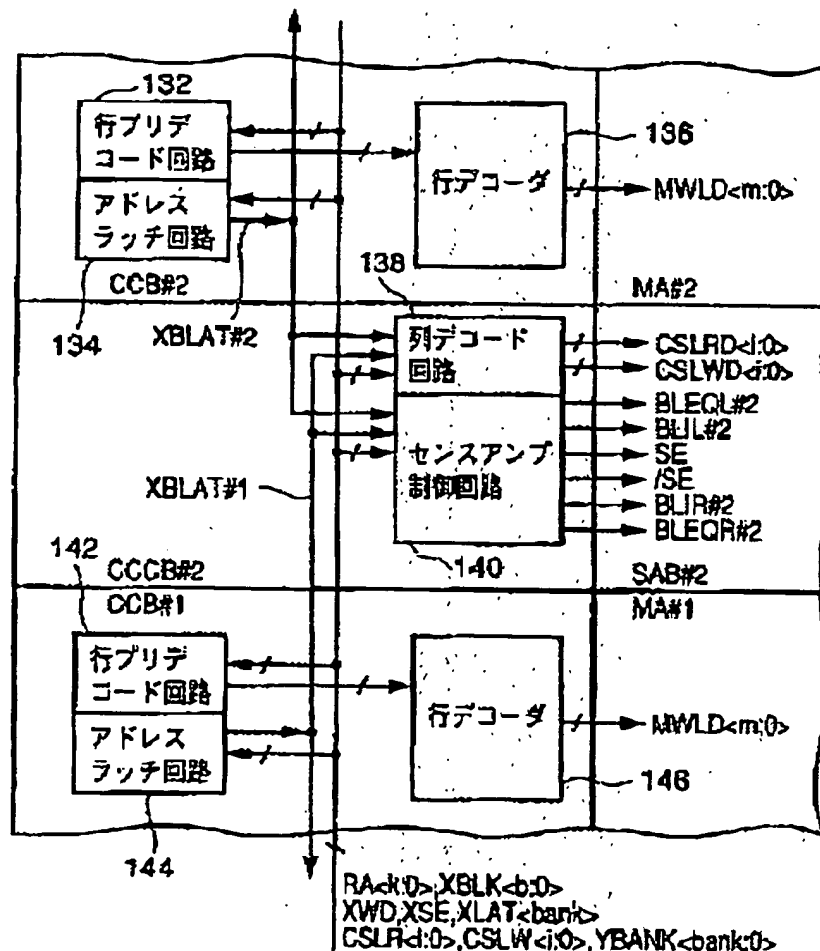 132
行プリデ
コード回路
アドレス
ラッチ回路
134
CCB#2
XBLAT#2
行デコーダ
136
MWLD<m:0>
MA#2
138
列デコード
回路
センスアンプ
制御回路
140
CSLRD<i:0>
CSLWD<i:0>
BLEQL#2
BLIL#2
SE
/SE
BLIR#2
BLEQR#2
XBLAT#1
CCCB#2
SAB#2
CCB#1
MA#1
142
行プリデ
コード回路
アドレス
ラッチ回路
144
行デコーダ
MWLD<m:0>
146
RA<k:0>,XBLK<b:0>
XWD,XSE,XLAT<bank>
CSLR<i:0>,CSLW<i:0>,YBANK<bank:0>